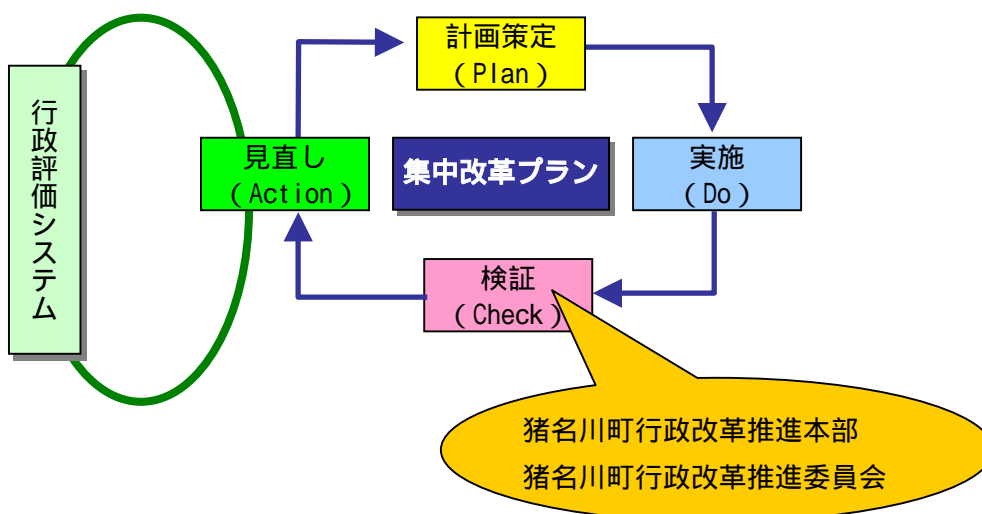 行政評価システム
計画策定
（Plan）
見直し
（Action）
集中改革プラン
実施
（Do）
検証
（Check）
猪名川町行政改革推進本部
猪名川町行政改革推進委員会